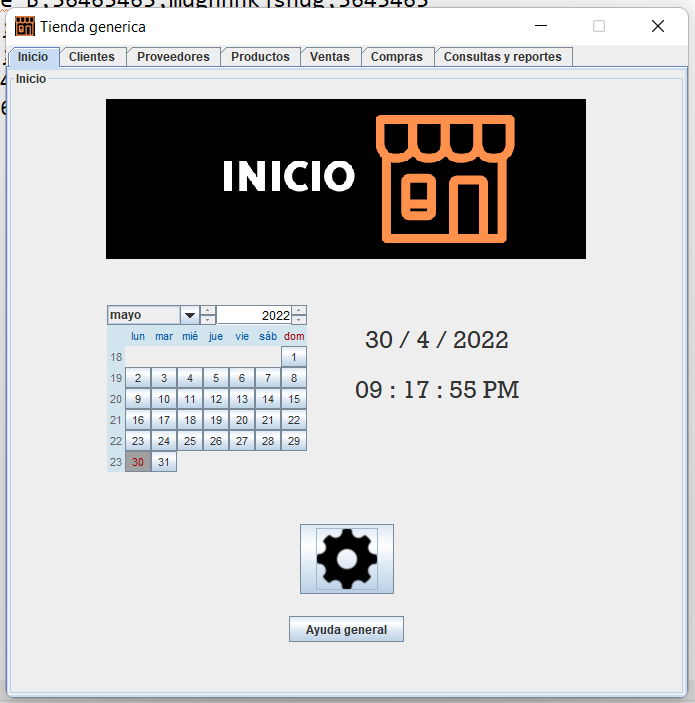 Tienda generica
Inicio Clientes Proveedores Productos Ventas Compras Consultas y reportes
Inicio
INICIO
mayo 2022
lun mar mié jue vie sáb dom
18 1
19 2 3 4 5 6 7 8
20 9 10 11 12 13 14 15
21 16 17 18 19 20 21 22
22 23 24 25 26 27 28 29
23 30 31
30 / 4 / 2022
09 : 17 : 55 PM
Ayuda general